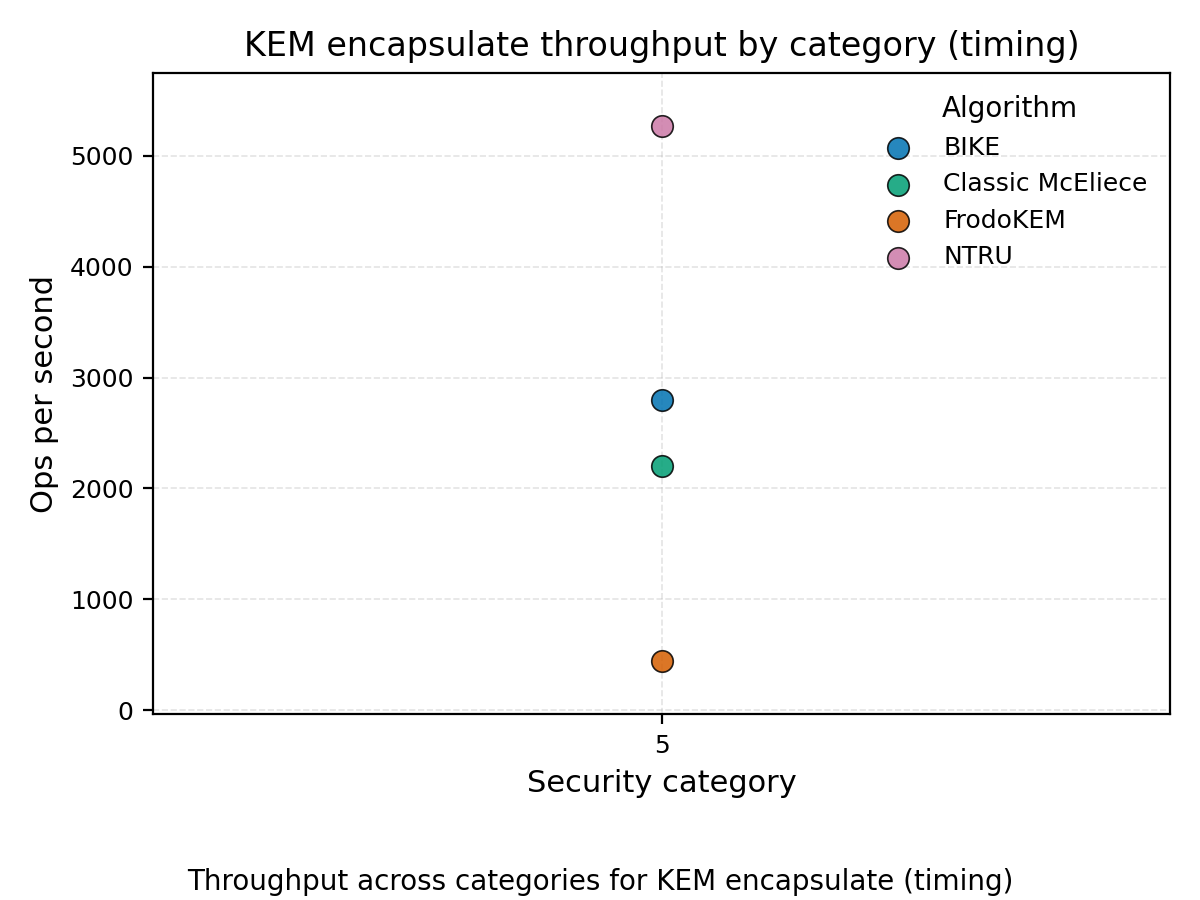 KEM encapsulate throughput by category (timing)
Algorithm
BIKE
Classic McEliece
FrodoKEM
NTRU
Ops per second
5000
4000
3000
2000
1000
0
5
Security category
Throughput across categories for KEM encapsulate (timing)